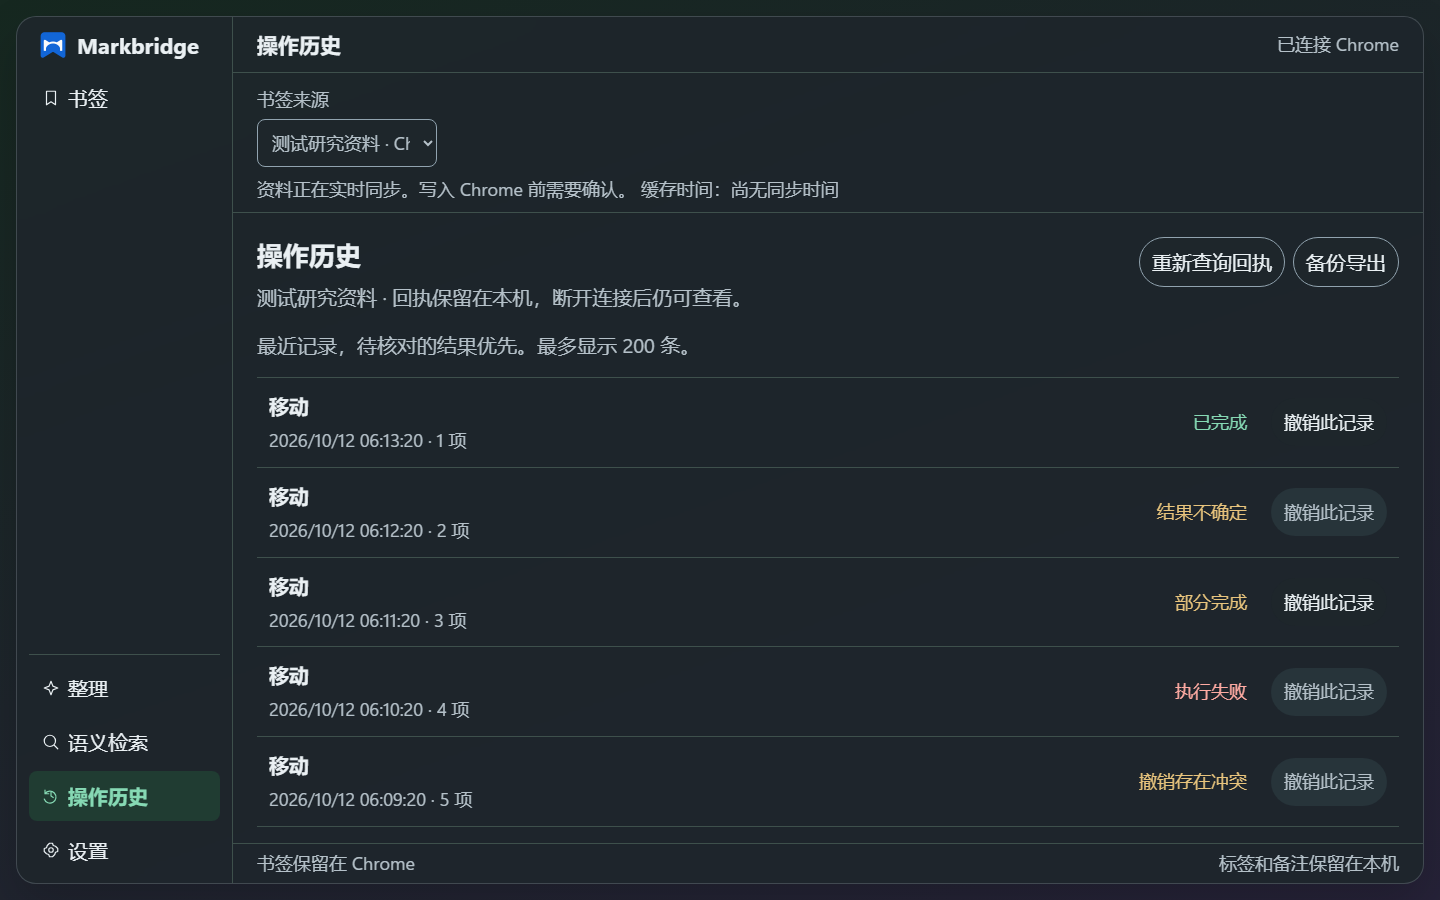 Markbridge
书签
整理
语义检索
操作历史
设置
操作历史
已连接 Chrome
书签来源
测试研究资料 · Ch
资料正在实时同步。写入 Chrome 前需要确认。 缓存时间：尚无同步时间
操作历史
重新查询回执
备份导出
测试研究资料 · 回执保留在本机，断开连接后仍可查看。
最近记录，待核对的结果优先。最多显示 200 条。
移动
2026/10/12 06:13:20 · 1 项
已完成
撤销此记录
移动
2026/10/12 06:12:20 · 2 项
结果不确定
撤销此记录
移动
2026/10/12 06:11:20 · 3 项
部分完成
撤销此记录
移动
2026/10/12 06:10:20 · 4 项
执行失败
撤销此记录
移动
2026/10/12 06:09:20 · 5 项
撤销存在冲突
撤销此记录
书签保留在 Chrome
标签和备注保留在本机